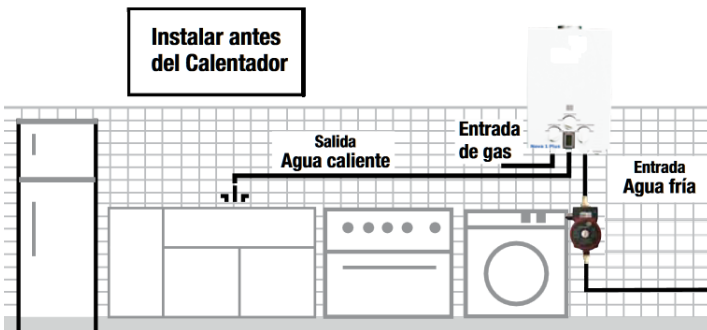 Instalar antes
del Calentador
Entrada
de gas
Salida
Agua caliente
Entrada
Agua fría